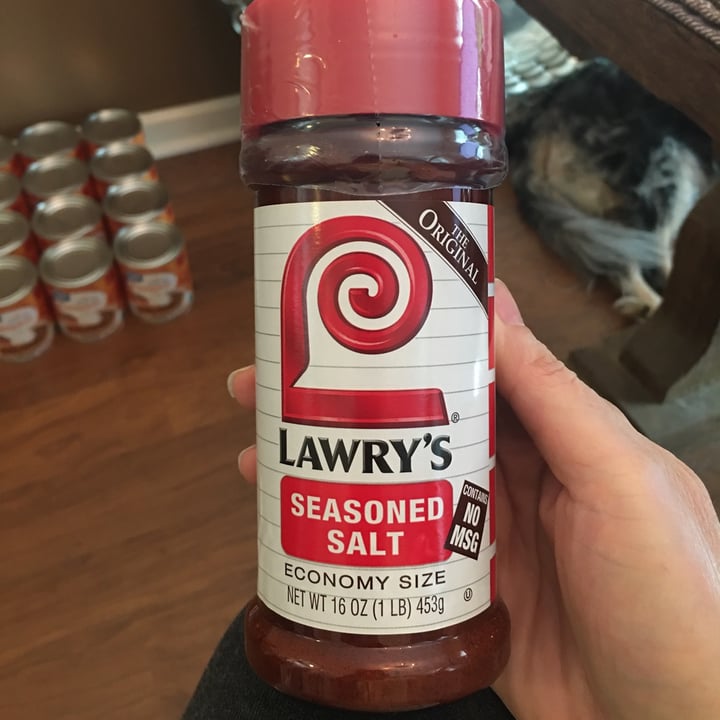 THE
ORIGINAL
®
LAWRY'S
SEASONED
SALT
CONTAINS
NO
MSG
ECONOMY SIZE
NET WT 16 OZ (1 LB) 453g
U